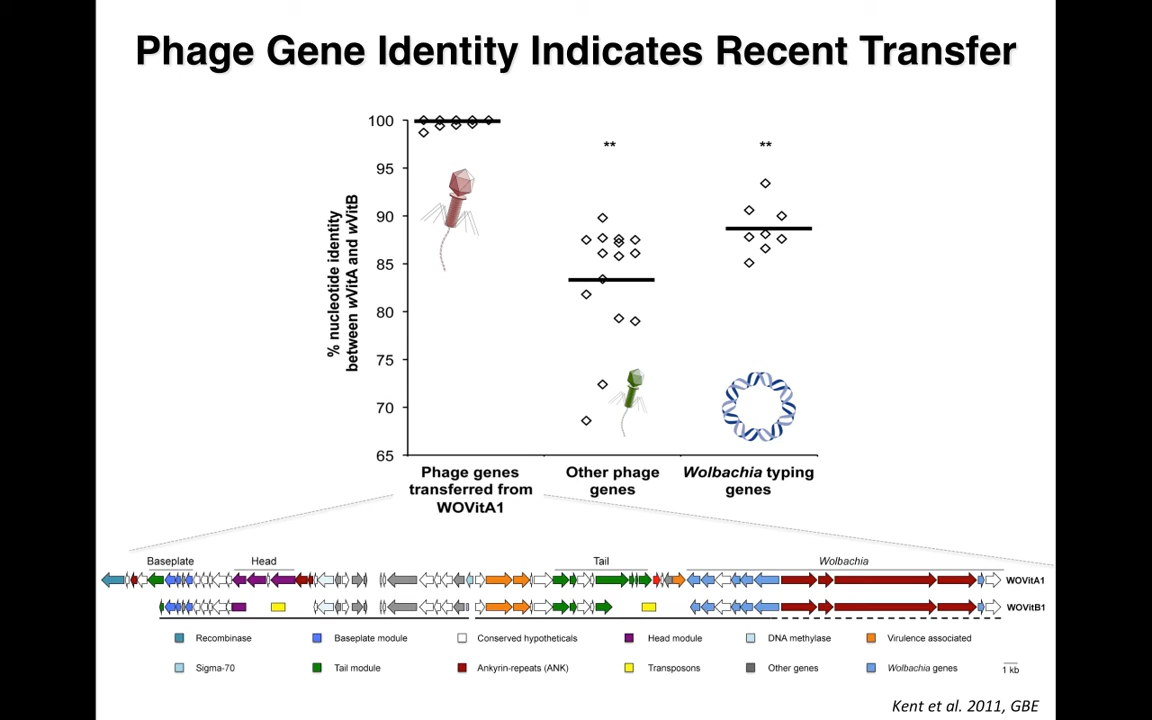 Phage Gene Identity Indicates Recent Transfer
% nucleotide identity
between wVitA and wVitB
100
95
90
85
80
75
70
65
**
**
Phage genes
transferred from
WOVitA1
Other phage
genes
Wolbachia typing
genes
Baseplate
Head
Tail
Wolbachia
WOVitA1
WOVitB1
Recombinase
Baseplate module
Conserved hypotheticals
Head module
DNA methylase
Virulence associated
Sigma-70
Tail module
Ankyrin-repeats (ANK)
Transposons
Other genes
Wolbachia genes
1 kb
Kent et al. 2011, GBE